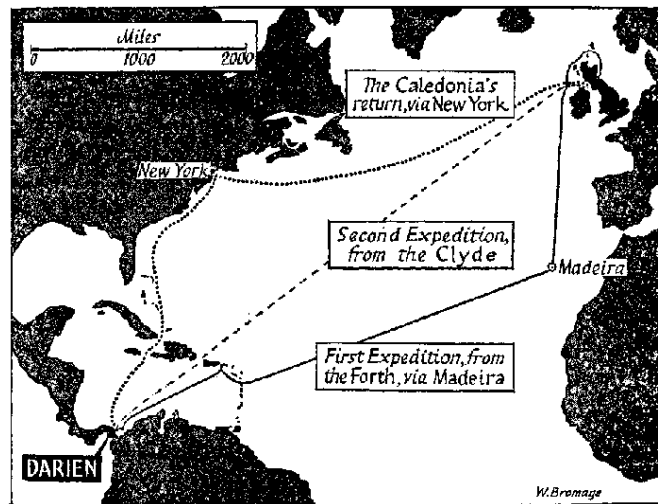 Miles
0 1000 2000
The Caledonia's
return, via New York
New York
Second Expedition,
from the Clyde
Madeira
First Expedition, from
the Forth, via Madeira
DARIEN
W. Bromage